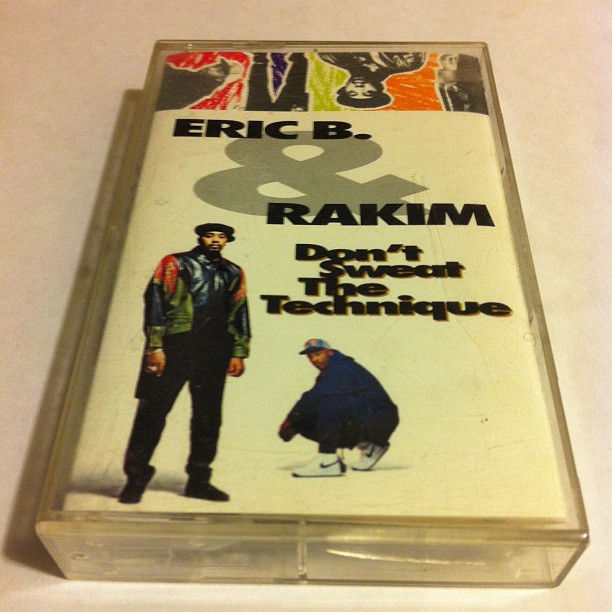 ERIC B.
&
RAKIM
Don't
Sweat
The
Technique